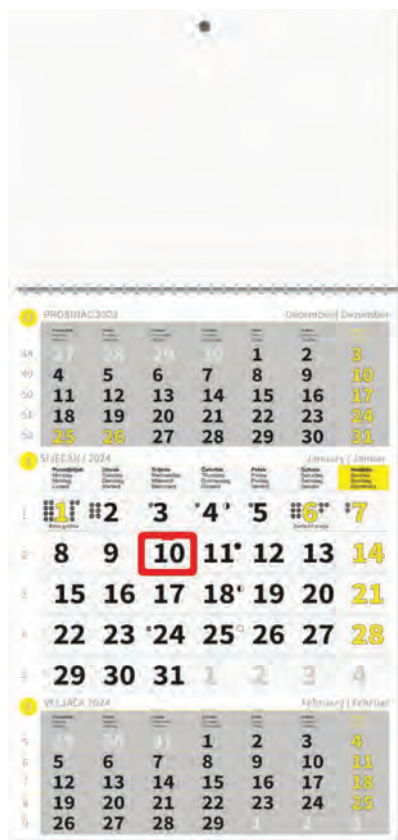 PROSINAC 2023 December | Dezember
48 27 28 29 30 1 2 3
49 4 5 6 7 8 9 10
50 11 12 13 14 15 16 17
51 18 19 20 21 22 23 24
52 25 26 27 28 29 30 31
SIJEČANJ 2024 January | Januar
Ponedjeljak Utorak Srijeda Četvrtak Petak Subota Nedjelja
Monday Tuesday Wednesday Thursday Friday Saturday Sunday
1 1 2 3 4 5 6 7
2 8 9 10 11 12 13 14
3 15 16 17 18 19 20 21
4 22 23 24 25 26 27 28
5 29 30 31 1 2 3 4
VELJAČA 2024 February | Februar
5 29 30 31 1 2 3 4
6 5 6 7 8 9 10 11
7 12 13 14 15 16 17 18
8 19 20 21 22 23 24 25
9 26 27 28 29 1 2 3